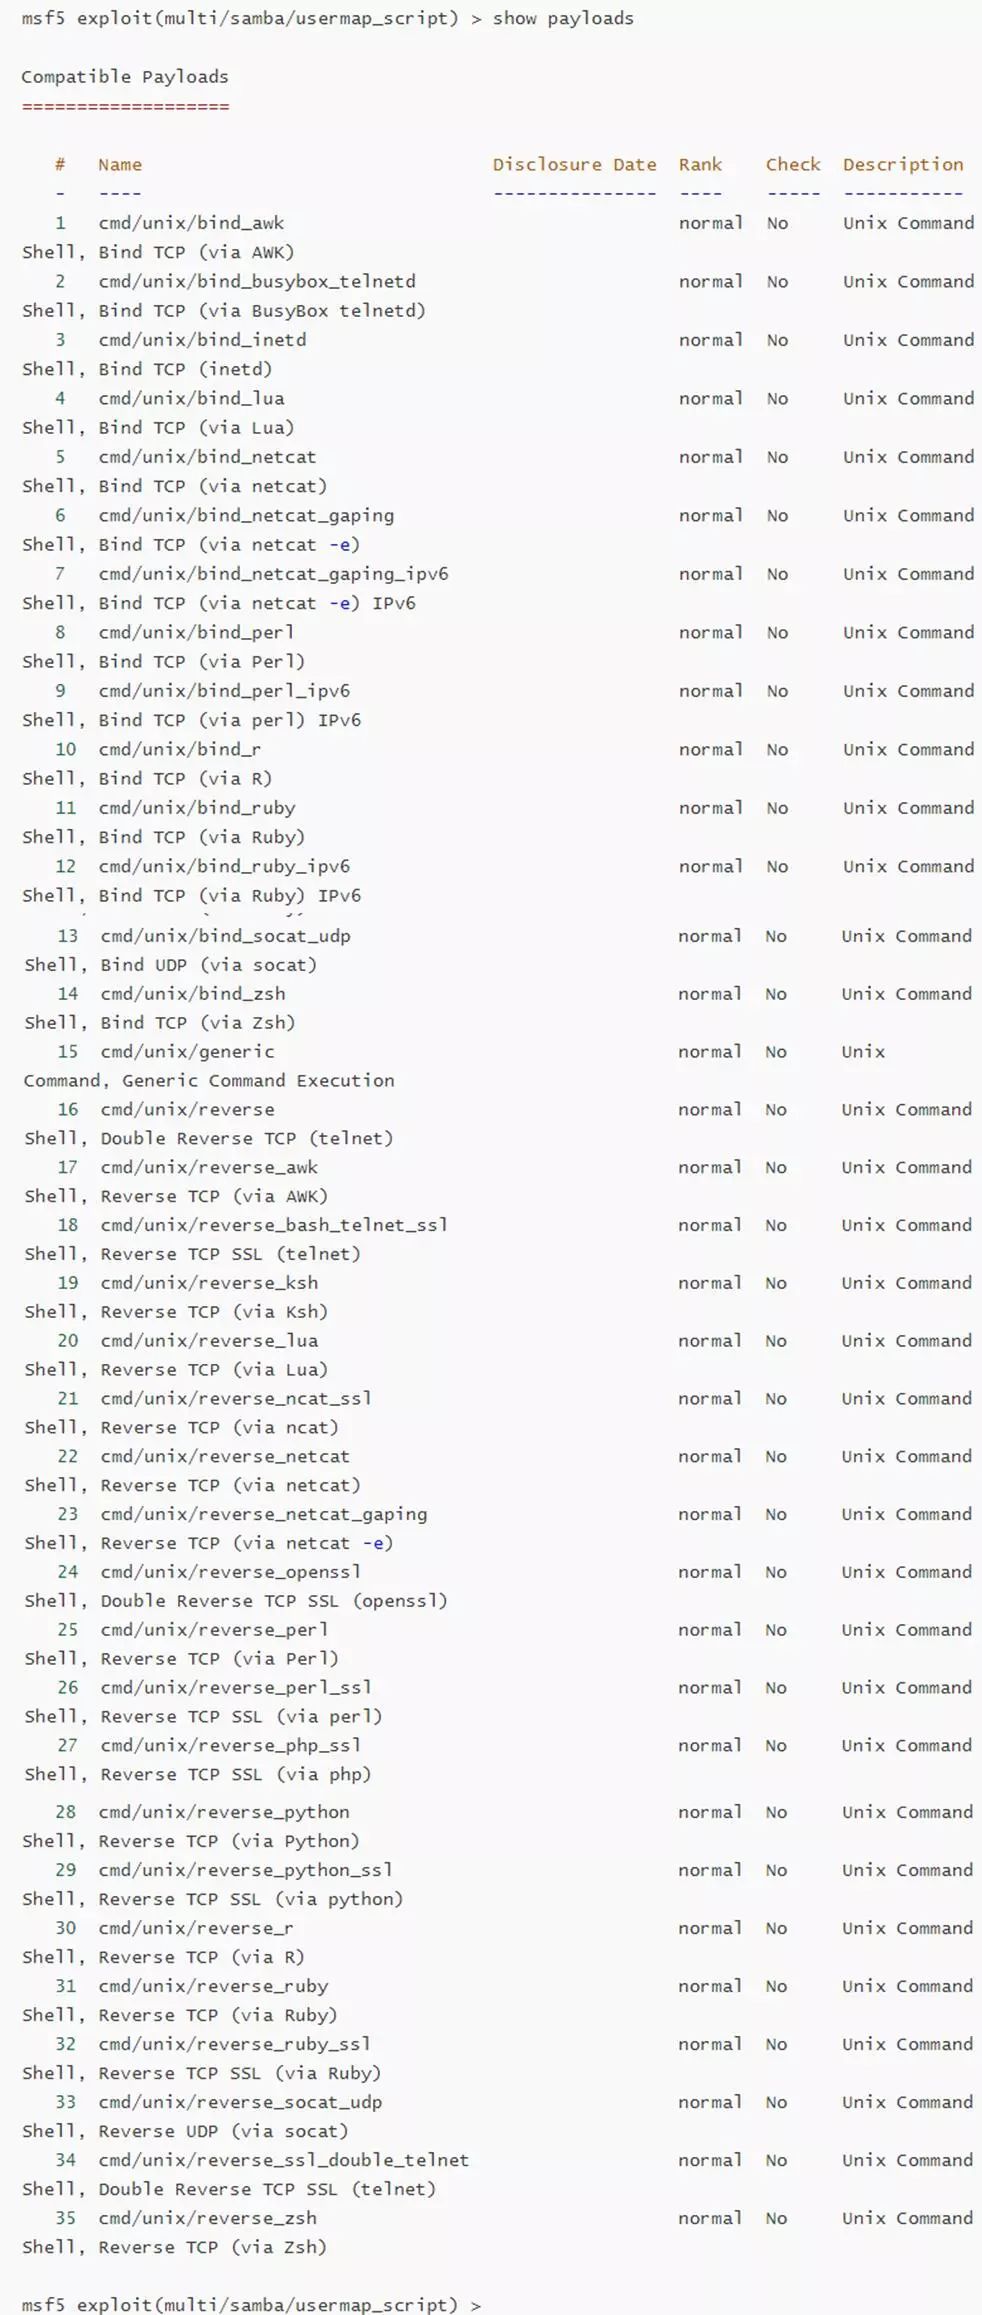 msf5 exploit(multi/samba/usermap_script) > show payloads
Compatible Payloads
===================
# Name Disclosure Date Rank Check Description
- ---- --------------- ---- ----- -----------
1 cmd/unix/bind_awk normal No Unix Command
Shell, Bind TCP (via AWK)
2 cmd/unix/bind_busybox_telnetd normal No Unix Command
Shell, Bind TCP (via BusyBox telnetd)
3 cmd/unix/bind_inetd normal No Unix Command
Shell, Bind TCP (inetd)
4 cmd/unix/bind_lua normal No Unix Command
Shell, Bind TCP (via Lua)
5 cmd/unix/bind_netcat normal No Unix Command
Shell, Bind TCP (via netcat)
6 cmd/unix/bind_netcat_gaping normal No Unix Command
Shell, Bind TCP (via netcat -e)
7 cmd/unix/bind_netcat_gaping_ipv6 normal No Unix Command
Shell, Bind TCP (via netcat -e) IPv6
8 cmd/unix/bind_perl normal No Unix Command
Shell, Bind TCP (via Perl)
9 cmd/unix/bind_perl_ipv6 normal No Unix Command
Shell, Bind TCP (via perl) IPv6
10 cmd/unix/bind_r normal No Unix Command
Shell, Bind TCP (via R)
11 cmd/unix/bind_ruby normal No Unix Command
Shell, Bind TCP (via Ruby)
12 cmd/unix/bind_ruby_ipv6 normal No Unix Command
Shell, Bind TCP (via Ruby) IPv6
13 cmd/unix/bind_socat_udp normal No Unix Command
Shell, Bind UDP (via socat)
14 cmd/unix/bind_zsh normal No Unix Command
Shell, Bind TCP (via Zsh)
15 cmd/unix/generic normal No Unix
Command, Generic Command Execution
16 cmd/unix/reverse normal No Unix Command
Shell, Double Reverse TCP (telnet)
17 cmd/unix/reverse_awk normal No Unix Command
Shell, Reverse TCP (via AWK)
18 cmd/unix/reverse_bash_telnet_ssl normal No Unix Command
Shell, Reverse TCP SSL (telnet)
19 cmd/unix/reverse_ksh normal No Unix Command
Shell, Reverse TCP (via Ksh)
20 cmd/unix/reverse_lua normal No Unix Command
Shell, Reverse TCP (via Lua)
21 cmd/unix/reverse_ncat_ssl normal No Unix Command
Shell, Reverse TCP (via ncat)
22 cmd/unix/reverse_netcat normal No Unix Command
Shell, Reverse TCP (via netcat)
23 cmd/unix/reverse_netcat_gaping normal No Unix Command
Shell, Reverse TCP (via netcat -e)
24 cmd/unix/reverse_openssl normal No Unix Command
Shell, Double Reverse TCP SSL (openssl)
25 cmd/unix/reverse_perl normal No Unix Command
Shell, Reverse TCP (via Perl)
26 cmd/unix/reverse_perl_ssl normal No Unix Command
Shell, Reverse TCP SSL (via perl)
27 cmd/unix/reverse_php_ssl normal No Unix Command
Shell, Reverse TCP SSL (via php)
28 cmd/unix/reverse_python normal No Unix Command
Shell, Reverse TCP (via Python)
29 cmd/unix/reverse_python_ssl normal No Unix Command
Shell, Reverse TCP SSL (via python)
30 cmd/unix/reverse_r normal No Unix Command
Shell, Reverse TCP (via R)
31 cmd/unix/reverse_ruby normal No Unix Command
Shell, Reverse TCP (via Ruby)
32 cmd/unix/reverse_ruby_ssl normal No Unix Command
Shell, Reverse TCP SSL (via Ruby)
33 cmd/unix/reverse_socat_udp normal No Unix Command
Shell, Reverse UDP (via socat)
34 cmd/unix/reverse_ssl_double_telnet normal No Unix Command
Shell, Double Reverse TCP SSL (telnet)
35 cmd/unix/reverse_zsh normal No Unix Command
Shell, Reverse TCP (via Zsh)
msf5 exploit(multi/samba/usermap_script) >